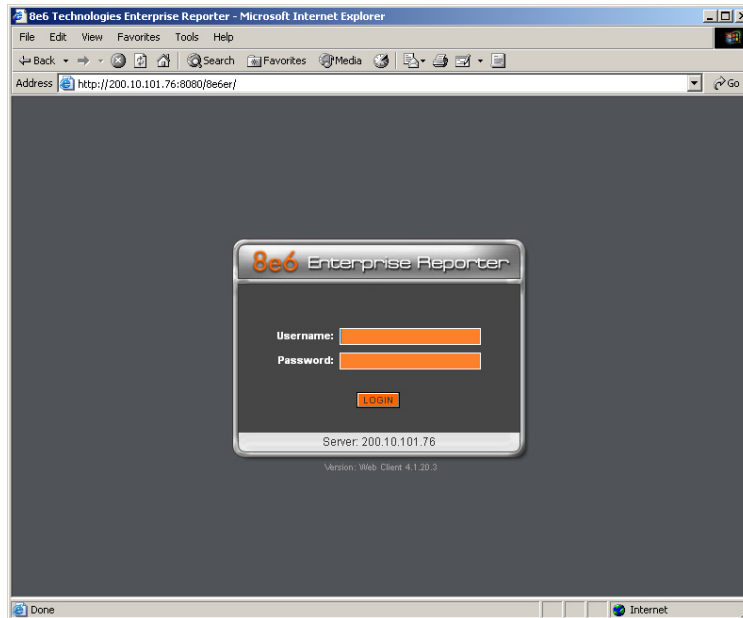 8e6 Technologies Enterprise Reporter - Microsoft Internet Explorer
File Edit View Favorites Tools Help
Back Search Favorites Media
Address http://200.10.101.76:8080/8e6er/ Go
8e6 Enterprise Reporter
Username:
Password:
LOGIN
Server: 200.10.101.76
Version: Web Client 4.1.20.3
Done Internet